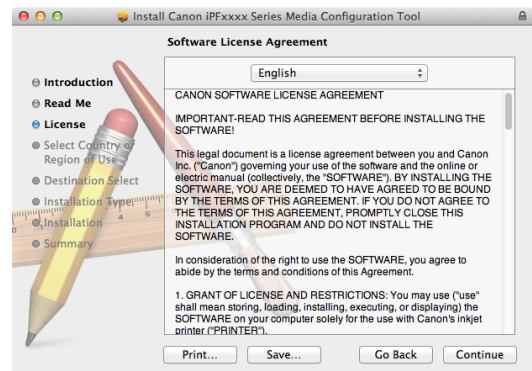 Install Canon iPFxxxx Series Media Configuration Tool
Software License Agreement
Introduction
Read Me
License
Select Country of
Region of Use
Destination Select
Installation Type
Installation
Summary
English
CANON SOFTWARE LICENSE AGREEMENT
IMPORTANT-READ THIS AGREEMENT BEFORE INSTALLING THE
SOFTWARE!
This legal document is a license agreement between you and Canon
Inc. ("Canon") governing your use of the software and the online or
electric manual (collectively, the "SOFTWARE"). BY INSTALLING THE
SOFTWARE, YOU ARE DEEMED TO HAVE AGREED TO BE BOUND
BY THE TERMS OF THIS AGREEMENT. IF YOU DO NOT AGREE TO
THE TERMS OF THIS AGREEMENT, PROMPTLY CLOSE THIS
INSTALLATION PROGRAM AND DO NOT INSTALL THE
SOFTWARE.
In consideration of the right to use the SOFTWARE, you agree to
abide by the terms and conditions of this Agreement.
1. GRANT OF LICENSE AND RESTRICTIONS: You may use ("use"
shall mean storing, loading, installing, executing, or displaying) the
SOFTWARE on your computer solely for the use with Canon's inkjet
printer ("PRINTER").
Print...
Save...
Go Back
Continue